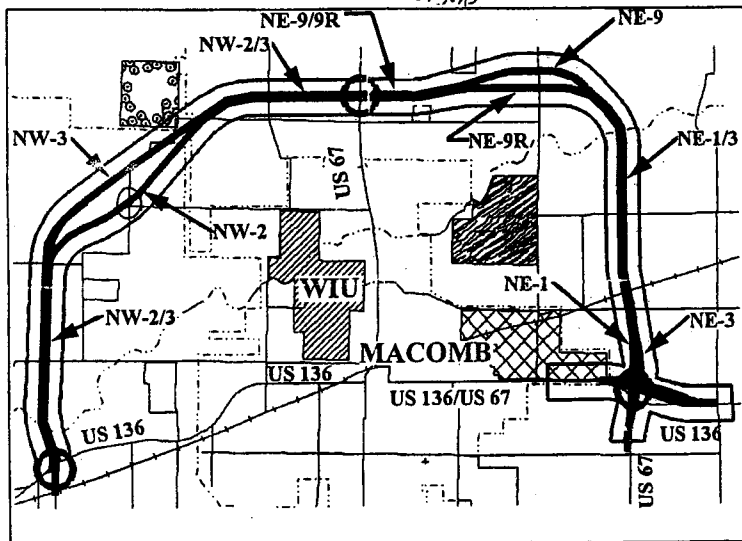 NE-9/9R
NE-9
NW-2/3
NW-3
NE-9R
NE-1/3
US 67
NW-2
NE-1
WIU
NE-3
NW-2/3
MACOMB
US 136
US 136/US 67
US 136
US 136
US 67